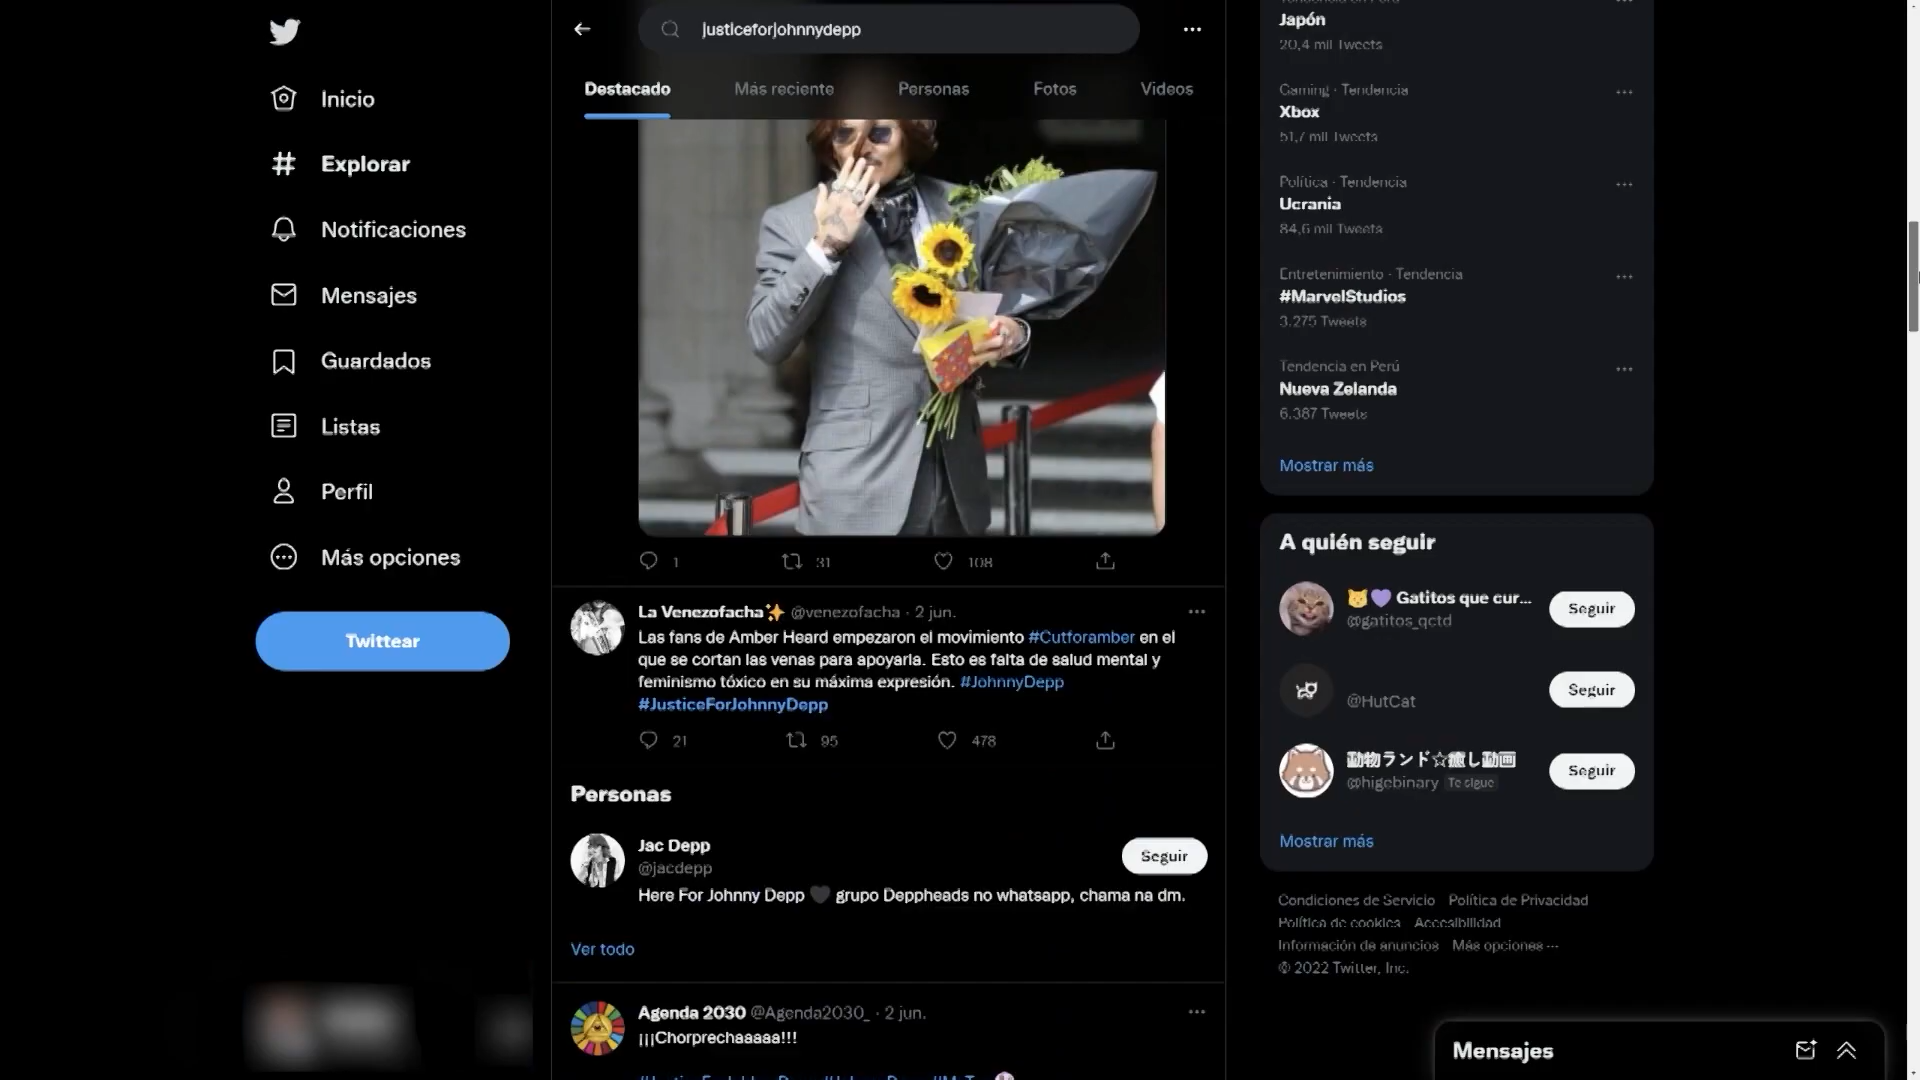 justiceforjohnnydepp
Destacado
Más reciente
Personas
Fotos
Videos
Inicio
Explorar
Notificaciones
Mensajes
Guardados
Listas
Perfil
Más opciones
Twittear
1
31
108
La Venezofacha✨ @venezofacha · 2 jun.
Las fans de Amber Heard empezaron el movimiento #Cutforamber en el
que se cortan las venas para apoyarla. Esto es falta de salud mental y
feminismo tóxico en su máxima expresión. #JohnnyDepp
#JusticeForJohnnyDepp
21
95
478
Personas
Jac Depp
@jacdepp
Seguir
Here For Johnny Depp 🖤 grupo Deppheads no whatsapp, chama na dm.
Ver todo
Agenda 2030 @Agenda2030_ · 2 jun.
¡¡¡Chorprechaaaaa!!!
Japón
20,4 mil Tweets
Gaming · Tendencia
Xbox
51,7 mil Tweets
Política · Tendencia
Ucrania
84,6 mil Tweets
Entretenimiento · Tendencia
#MarvelStudios
3.275 Tweets
Tendencia en Perú
Nueva Zelanda
6.387 Tweets
Mostrar más
A quién seguir
🐱💜 Gatitos que cur...
@gatitos_qctd
Seguir
@HutCat
Seguir
動物ランド☆癒し動画
@higebinary Te sigue
Seguir
Mostrar más
Condiciones de Servicio Política de Privacidad
Política de cookies Accesibilidad
Información de anuncios Más opciones ···
© 2022 Twitter, Inc.
Mensajes